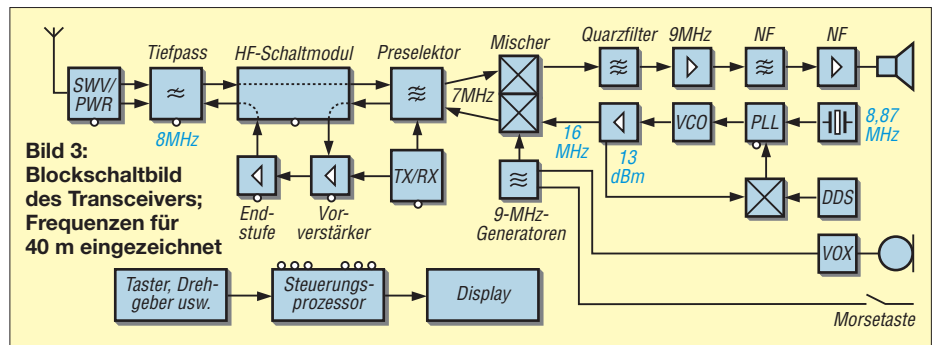 Tiefpass
HF-Schaltmodul
Preselektor
Mischer
Quarzfilter
9MHz
NF
NF
SWV/
PWR
≈
≈
7MHz
≈
≈
8MHz
16
MHz
13
dBm
VCO
PLL
8,87
MHz
Bild 3:
Blockschaltbild
des Transceivers;
Frequenzen für
40 m eingezeichnet
TX/RX
≈
DDS
End-
stufe
Vor-
verstärker
9-MHz-
Generatoren
VOX
Taster, Dreh-
geber usw.
Steuerungs-
prozessor
Display
Morsetaste